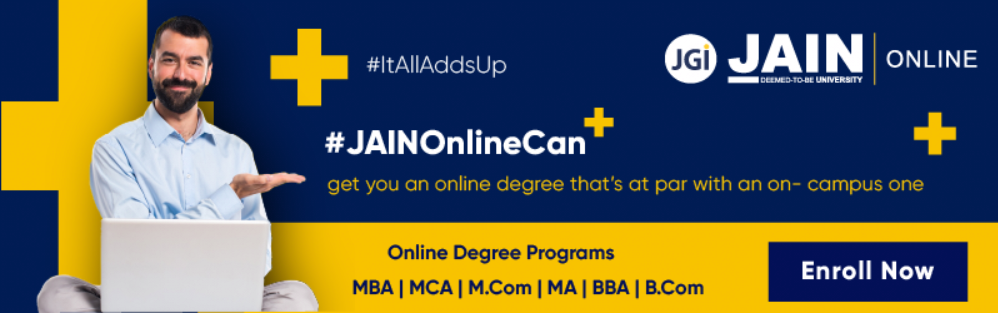 #ItAllAddsUp
JGi JAIN ONLINE
DEEMED-TO-BE UNIVERSITY
#JAINOnlineCan
get you an online degree that's at par with an on- campus one
Online Degree Programs
MBA | MCA | M.Com | MA | BBA | B.Com
Enroll Now